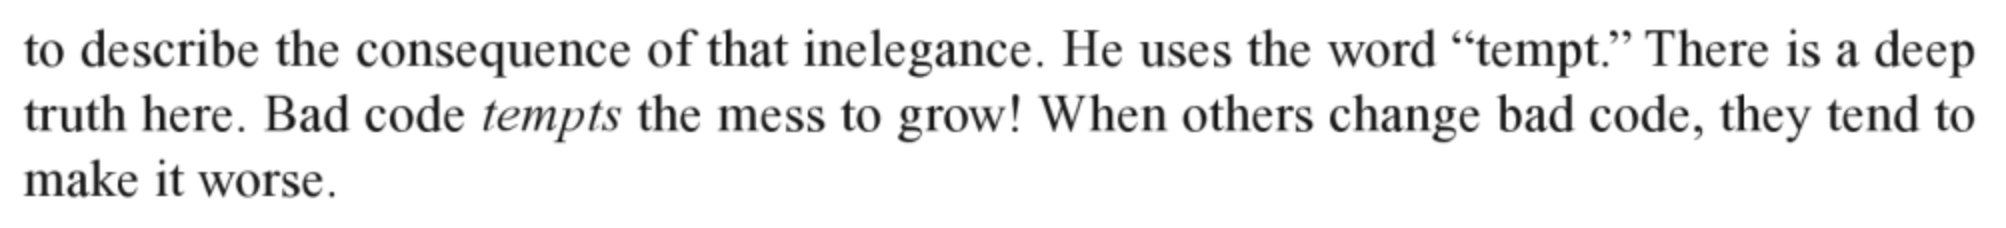 to describe the consequence of that inelegance. He uses the word “tempt.” There is a deep
truth here. Bad code tempts the mess to grow! When others change bad code, they tend to
make it worse.